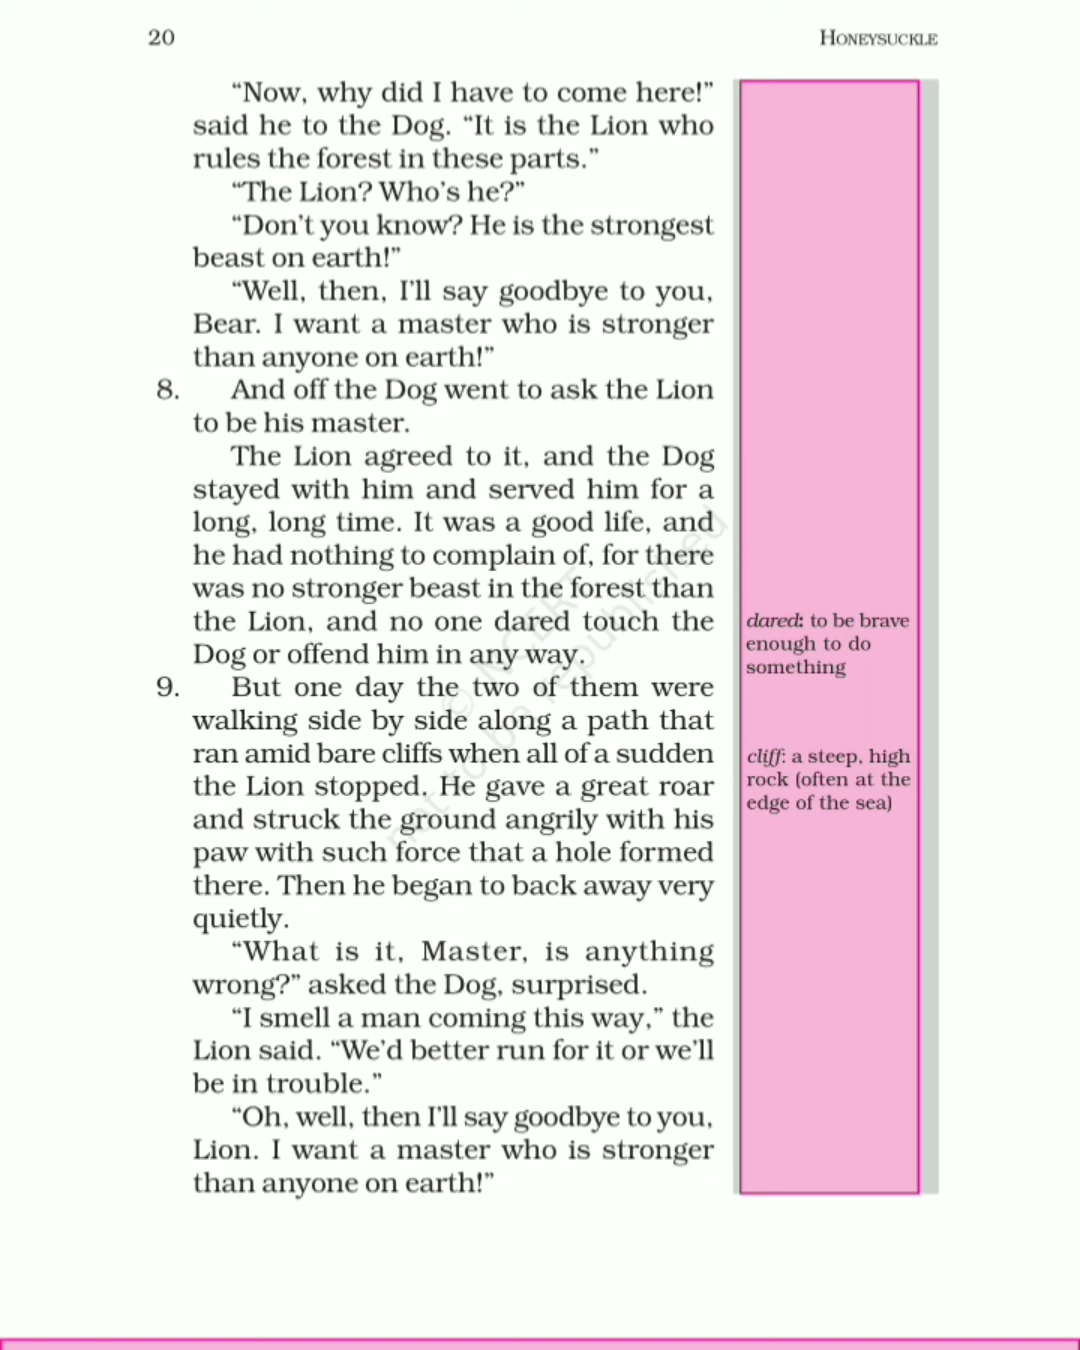 20
HONEYSUCKLE
“Now, why did I have to come here!”
said he to the Dog. “It is the Lion who
rules the forest in these parts.”
“The Lion? Who’s he?”
“Don’t you know? He is the strongest
beast on earth!”
“Well, then, I’ll say goodbye to you,
Bear. I want a master who is stronger
than anyone on earth!”
8. And off the Dog went to ask the Lion
to be his master.
The Lion agreed to it, and the Dog
stayed with him and served him for a
long, long time. It was a good life, and
he had nothing to complain of, for there
was no stronger beast in the forest than
the Lion, and no one dared touch the
Dog or offend him in any way.
9. But one day the two of them were
walking side by side along a path that
ran amid bare cliffs when all of a sudden
the Lion stopped. He gave a great roar
and struck the ground angrily with his
paw with such force that a hole formed
there. Then he began to back away very
quietly.
“What is it, Master, is anything
wrong?” asked the Dog, surprised.
“I smell a man coming this way,” the
Lion said. “We’d better run for it or we’ll
be in trouble.”
“Oh, well, then I’ll say goodbye to you,
Lion. I want a master who is stronger
than anyone on earth!”
dared: to be brave
enough to do
something
cliff: a steep, high
rock (often at the
edge of the sea)
© NCERT
not to be republished